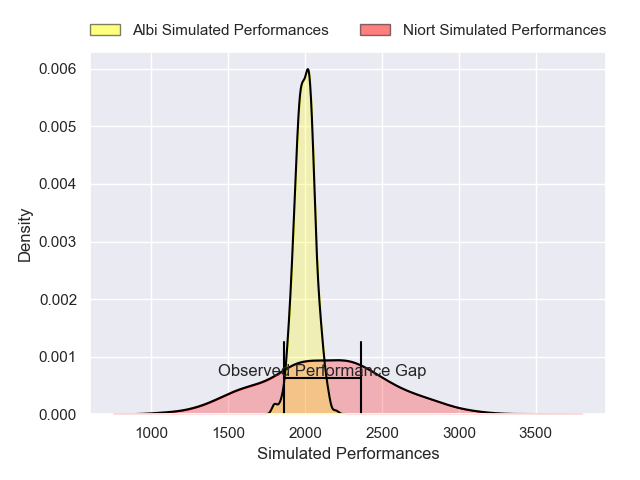 Albi Simulated Performances
Niort Simulated Performances
0.006
0.005
0.004
0.003
0.002
0.001
0.000
Density
Observed Performance Gap
1000
1500
2000
2500
3000
3500
Simulated Performances